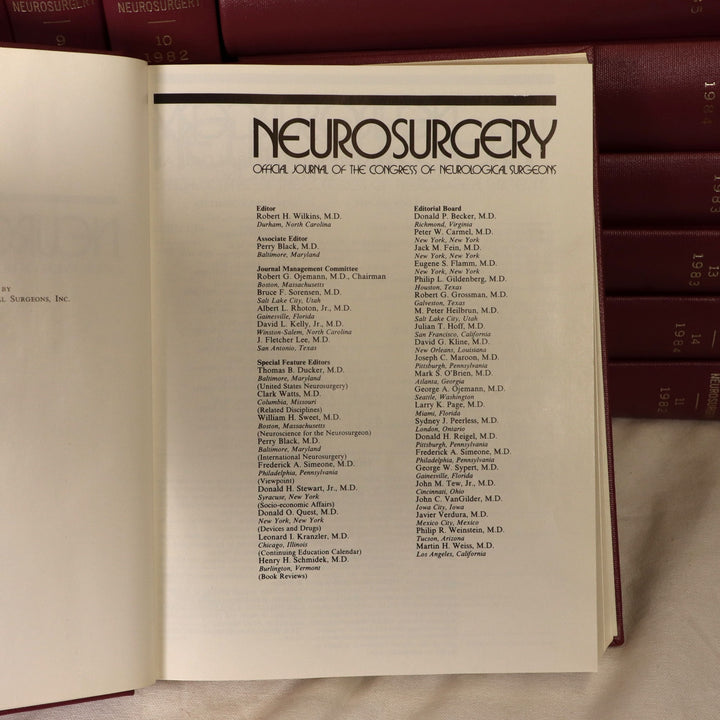 NEUROSURGERY
9
NEUROSURGERY
10
1982
1984
1983
13
1983
14
1984
11
1982
BY
SURGEONS, INC.
NEUROSURGERY
OFFICIAL JOURNAL OF THE CONGRESS OF NEUROLOGICAL SURGEONS
Editor
Robert H. Wilkins, M.D.
Durham, North Carolina
Associate Editor
Perry Black, M.D.
Baltimore, Maryland
Journal Management Committee
Robert G. Ojemann, M.D., Chairman
Boston, Massachusetts
Bruce F. Sorensen, M.D.
Salt Lake City, Utah
Albert L. Rhoton, Jr., M.D.
Gainesville, Florida
David L. Kelly, Jr., M.D.
Winston-Salem, North Carolina
J. Fletcher Lee, M.D.
San Antonio, Texas
Special Feature Editors
Thomas B. Ducker, M.D.
Baltimore, Maryland
(United States Neurosurgery)
Clark Watts, M.D.
Columbia, Missouri
(Related Disciplines)
William H. Sweet, M.D.
Boston, Massachusetts
(Neuroscience for the Neurosurgeon)
Perry Black, M.D.
Baltimore, Maryland
(International Neurosurgery)
Frederick A. Simeone, M.D.
Philadelphia, Pennsylvania
(Viewpoint)
Donald H. Stewart, Jr., M.D.
Syracuse, New York
(Socio-economic Affairs)
Donald O. Quest, M.D.
New York, New York
(Devices and Drugs)
Leonard I. Kranzler, M.D.
Chicago, Illinois
(Continuing Education Calendar)
Henry H. Schmidek, M.D.
Burlington, Vermont
(Book Reviews)
Editorial Board
Donald P. Becker, M.D.
Richmond, Virginia
Peter W. Carmel, M.D.
New York, New York
Jack M. Fein, M.D.
New York, New York
Eugene S. Flamm, M.D.
New York, New York
Philip L. Gildenberg, M.D.
Houston, Texas
Robert G. Grossman, M.D.
Galveston, Texas
M. Peter Heilbrun, M.D.
Salt Lake City, Utah
Julian T. Hoff, M.D.
San Francisco, California
David G. Kline, M.D.
New Orleans, Louisiana
Joseph C. Maroon, M.D.
Pittsburgh, Pennsylvania
Mark S. O'Brien, M.D.
Atlanta, Georgia
George A. Ojemann, M.D.
Seattle, Washington
Larry K. Page, M.D.
Miami, Florida
Sydney J. Peerless, M.D.
London, Ontario
Donald H. Reigel, M.D.
Pittsburgh, Pennsylvania
Frederick A. Simeone, M.D.
Philadelphia, Pennsylvania
George W. Sypert, M.D.
Gainesville, Florida
John M. Tew, Jr., M.D.
Cincinnati, Ohio
John C. VanGilder, M.D.
Iowa City, Iowa
Javier Verdura, M.D.
Mexico City, Mexico
Philip R. Weinstein, M.D.
Tucson, Arizona
Martin H. Weiss, M.D.
Los Angeles, California